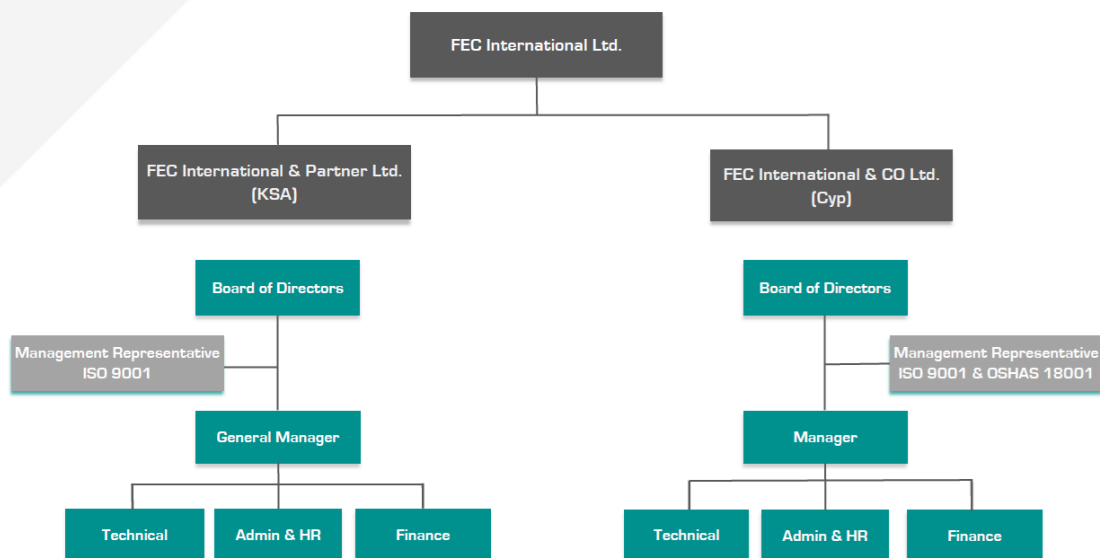 FEC International Ltd.
FEC International & Partner Ltd.
(KSA)
FEC International & CO Ltd.
(Cyp)
Board of Directors
Board of Directors
Management Representative
ISO 9001
Management Representative
ISO 9001 & OSHAS 18001
General Manager
Manager
Technical
Admin & HR
Finance
Technical
Admin & HR
Finance